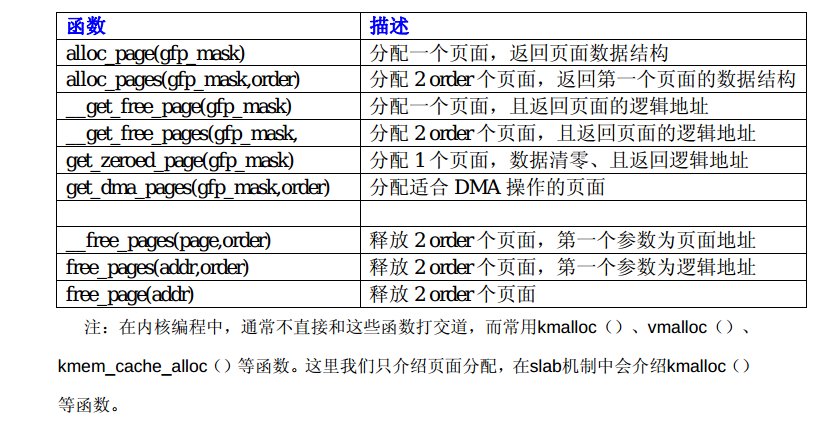 函数 描述
alloc_page(gfp_mask) 分配一个页面，返回页面数据结构
alloc_pages(gfp_mask,order) 分配 2 order 个页面，返回第一个页面的数据结构
__get_free_page(gfp_mask) 分配一个页面，且返回页面的逻辑地址
__get_free_pages(gfp_mask, 分配 2 order 个页面，且返回页面的逻辑地址
get_zeroed_page(gfp_mask) 分配 1 个页面，数据清零、且返回逻辑地址
get_dma_pages(gfp_mask,order) 分配适合 DMA 操作的页面
__free_pages(page,order) 释放 2 order 个页面，第一个参数为页面地址
free_pages(addr,order) 释放 2 order 个页面，第一个参数为逻辑地址
free_page(addr) 释放 2 order 个页面
注：在内核编程中，通常不直接和这些函数打交道，而常用kmalloc（）、vmalloc（）、
kmem_cache_alloc（）等函数。这里我们只介绍页面分配，在slab机制中会介绍kmalloc（）
等函数。